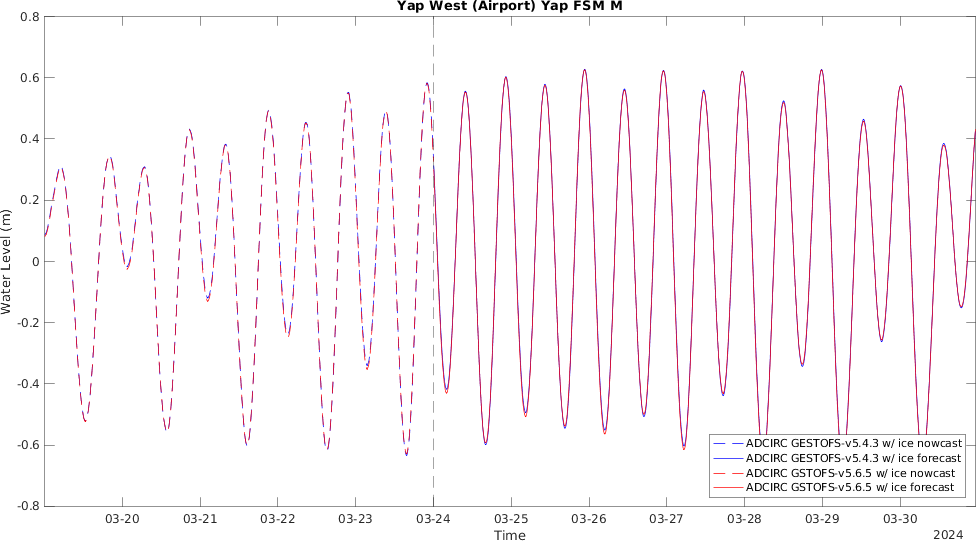 Yap West (Airport) Yap FSM M
Water Level (m)
0.8
0.6
0.4
0.2
0
-0.2
-0.4
-0.6
-0.8
ADCIRC GESTOFS-v5.4.3 w/ ice nowcast
ADCIRC GESTOFS-v5.4.3 w/ ice forecast
ADCIRC GSTOFS-v5.6.5 w/ ice nowcast
ADCIRC GSTOFS-v5.6.5 w/ ice forecast
03-20 03-21 03-22 03-23 03-24 03-25 03-26 03-27 03-28 03-29 03-30
Time
2024